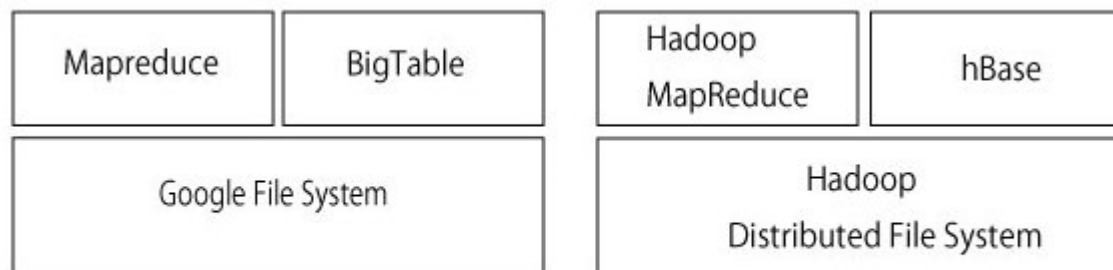 Mapreduce
BigTable
Hadoop
MapReduce
hBase
Google File System
Hadoop
Distributed File System